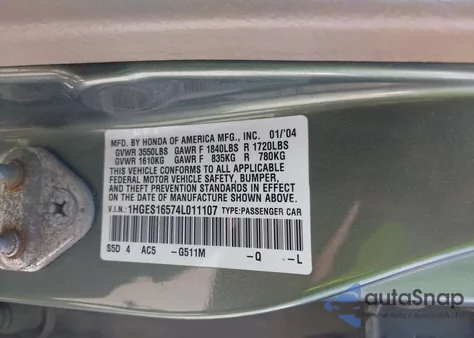 MFD. BY HONDA OF AMERICA MFG., INC. 01/'04
GVWR 3550LBS GAWR F 1840LBS R 1720LBS
GVWR 1610KG GAWR F 835KG R 780KG
THIS VEHICLE CONFORMS TO ALL APPLICABLE
FEDERAL MOTOR VEHICLE SAFETY, BUMPER,
AND THEFT PREVENTION STANDARDS IN EFFECT
ON THE DATE OF MANUFACTURE SHOWN ABOVE.
V.I.N.: 1HGES16574L011107 TYPE: PASSENGER CAR
S5D 4 AC5 -G511M -Q -L
autoSnap